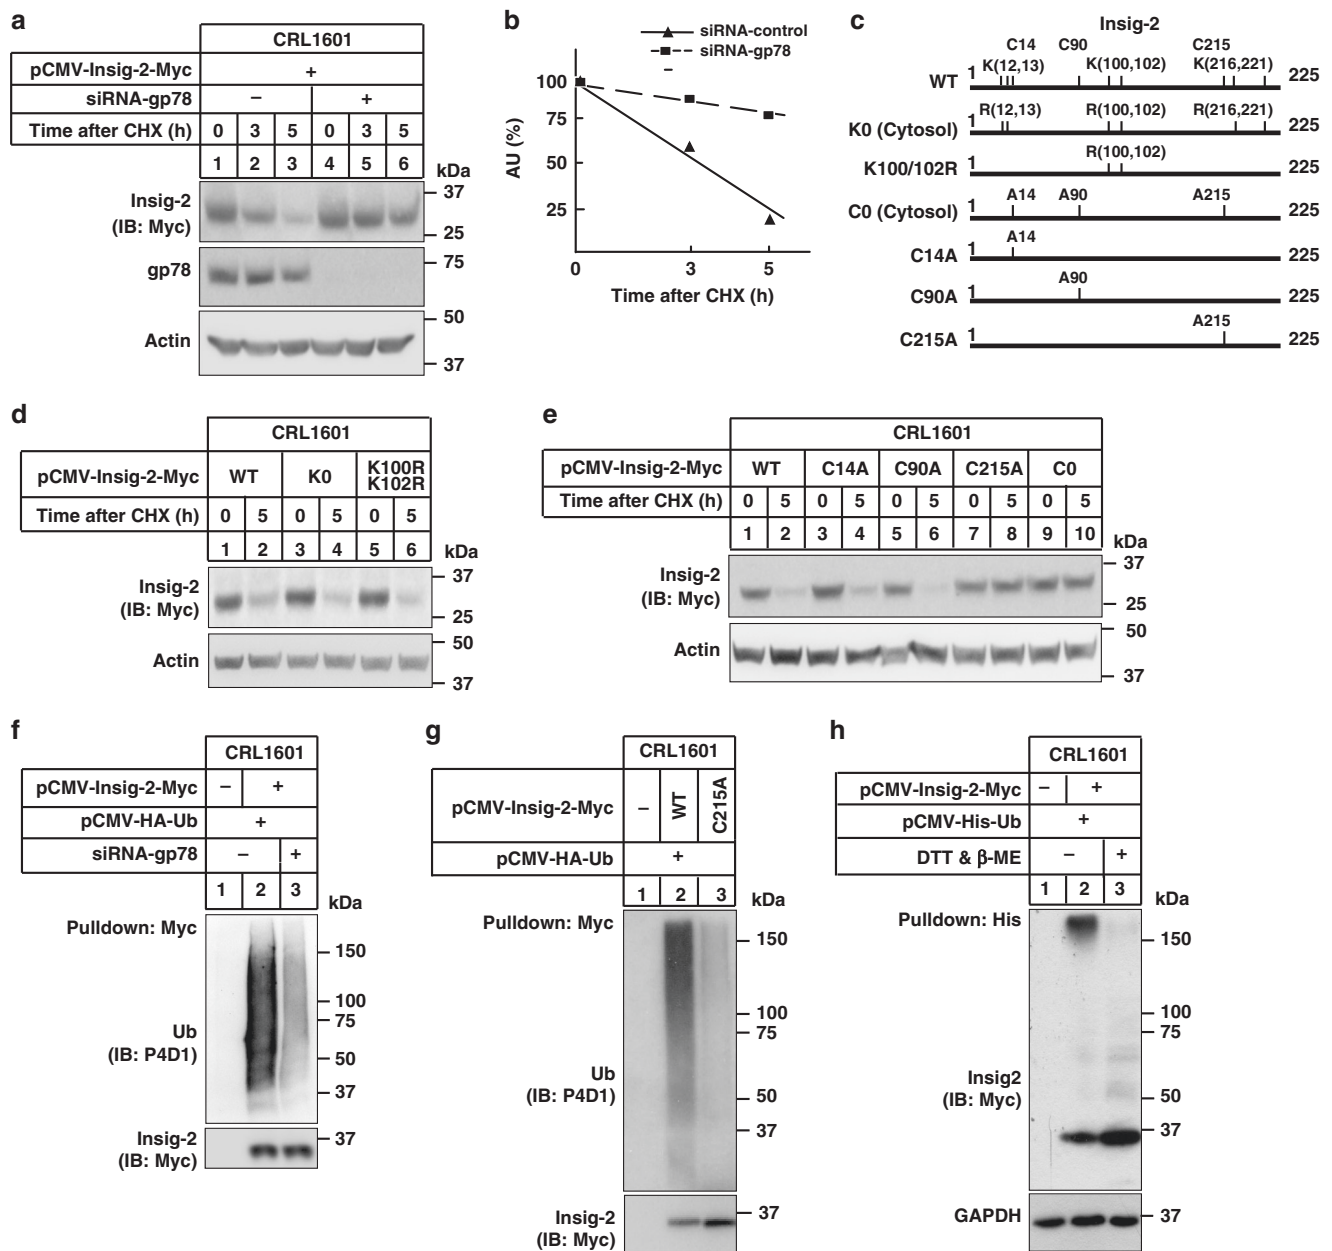 a
CRL1601
pCMV-Insig-2-Myc +
siRNA-gp78 – +
Time after CHX (h) 0 3 5 0 3 5
1 2 3 4 5 6
kDa
Insig-2
(IB: Myc)
37
25
gp78
75
Actin
50
37
b
siRNA-control
siRNA-gp78
–
AU (%)
100
75
50
25
0 3 5
Time after CHX (h)
c
Insig-2
C14 C90 C215
K(12,13) K(100,102) K(216,221)
WT 1 225
R(12,13) R(100,102) R(216,221)
K0 (Cytosol) 1 225
R(100,102)
K100/102R 1 225
A14 A90 A215
C0 (Cytosol) 1 225
A14
C14A 1 225
A90
C90A 1 225
A215
C215A 1 225
d
CRL1601
pCMV-Insig-2-Myc WT K0 K100R K102R
Time after CHX (h) 0 5 0 5 0 5
1 2 3 4 5 6
kDa
Insig-2
(IB: Myc)
37
25
Actin
50
37
e
CRL1601
pCMV-Insig-2-Myc WT C14A C90A C215A C0
Time after CHX (h) 0 5 0 5 0 5 0 5 0 5
1 2 3 4 5 6 7 8 9 10
kDa
Insig-2
(IB: Myc)
37
25
Actin
50
37
f
CRL1601
pCMV-Insig-2-Myc – +
pCMV-HA-Ub +
siRNA-gp78 – +
1 2 3
kDa
Pulldown: Myc
150
100
75
50
37
Ub
(IB: P4D1)
Insig-2
(IB: Myc)
37
g
CRL1601
pCMV-Insig-2-Myc – WT C215A
pCMV-HA-Ub +
1 2 3
kDa
Pulldown: Myc
150
100
75
50
37
Ub
(IB: P4D1)
Insig-2
(IB: Myc)
37
h
CRL1601
pCMV-Insig-2-Myc – +
pCMV-His-Ub +
DTT & β-ME – +
1 2 3
kDa
Pulldown: His
150
100
75
50
37
Insig2
(IB: Myc)
GAPDH
37